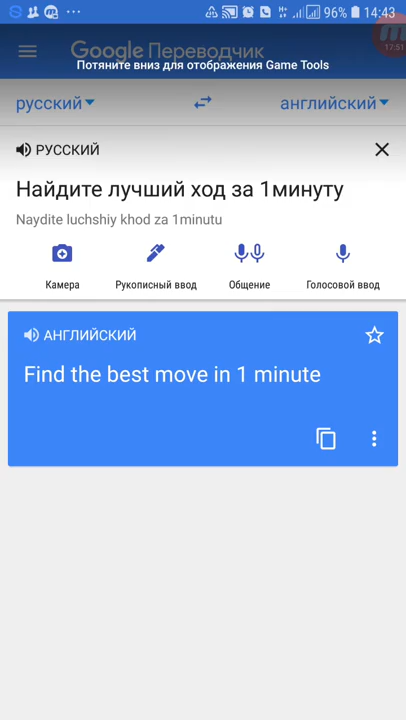 96% 14:43
Google Переводчик
17:51
Потяните вниз для отображения Game Tools
русский
английский
РУССКИЙ
Найдите лучший ход за 1минуту
Naydite luchshiy khod za 1minutu
Камера
Рукописный ввод
Общение
Голосовой ввод
АНГЛИЙСКИЙ
Find the best move in 1 minute